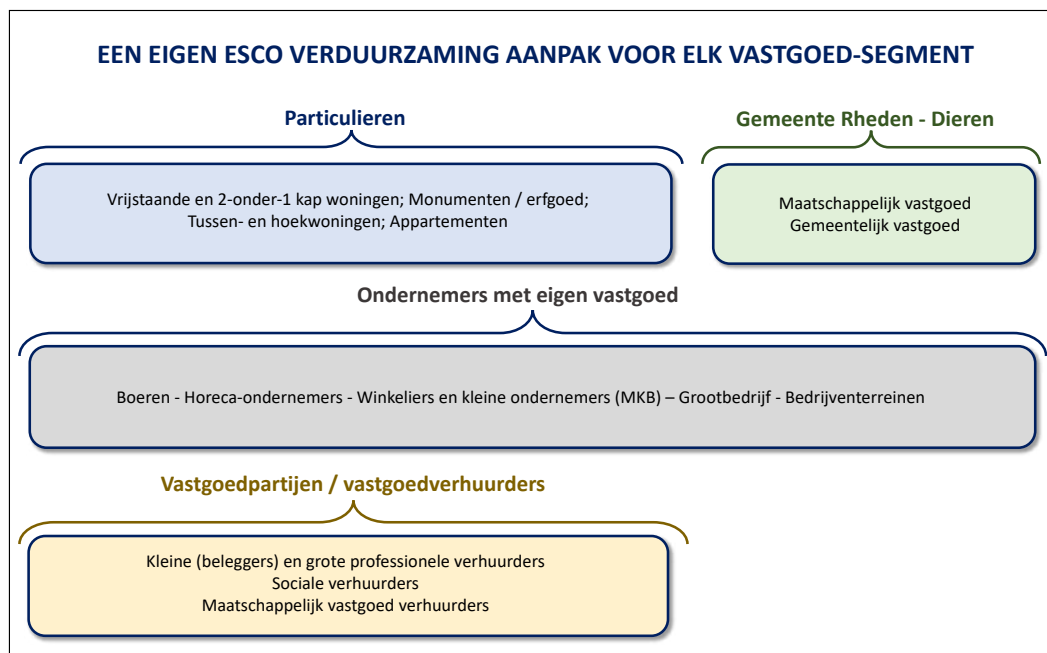 EEN EIGEN ESCO VERDUURZAMING AANPAK VOOR ELK VASTGOED-SEGMENT
Particulieren
Vrijstaande en 2-onder-1 kap woningen; Monumenten / erfgoed;
Tussen- en hoekwoningen; Appartementen
Gemeente Rheden - Dieren
Maatschappelijk vastgoed
Gemeentelijk vastgoed
Ondernemers met eigen vastgoed
Boeren - Horeca-ondernemers - Winkeliers en kleine ondernemers (MKB) – Grootbedrijf - Bedrijventerreinen
Vastgoedpartijen / vastgoedverhuurders
Kleine (beleggers) en grote professionele verhuurders
Sociale verhuurders
Maatschappelijk vastgoed verhuurders